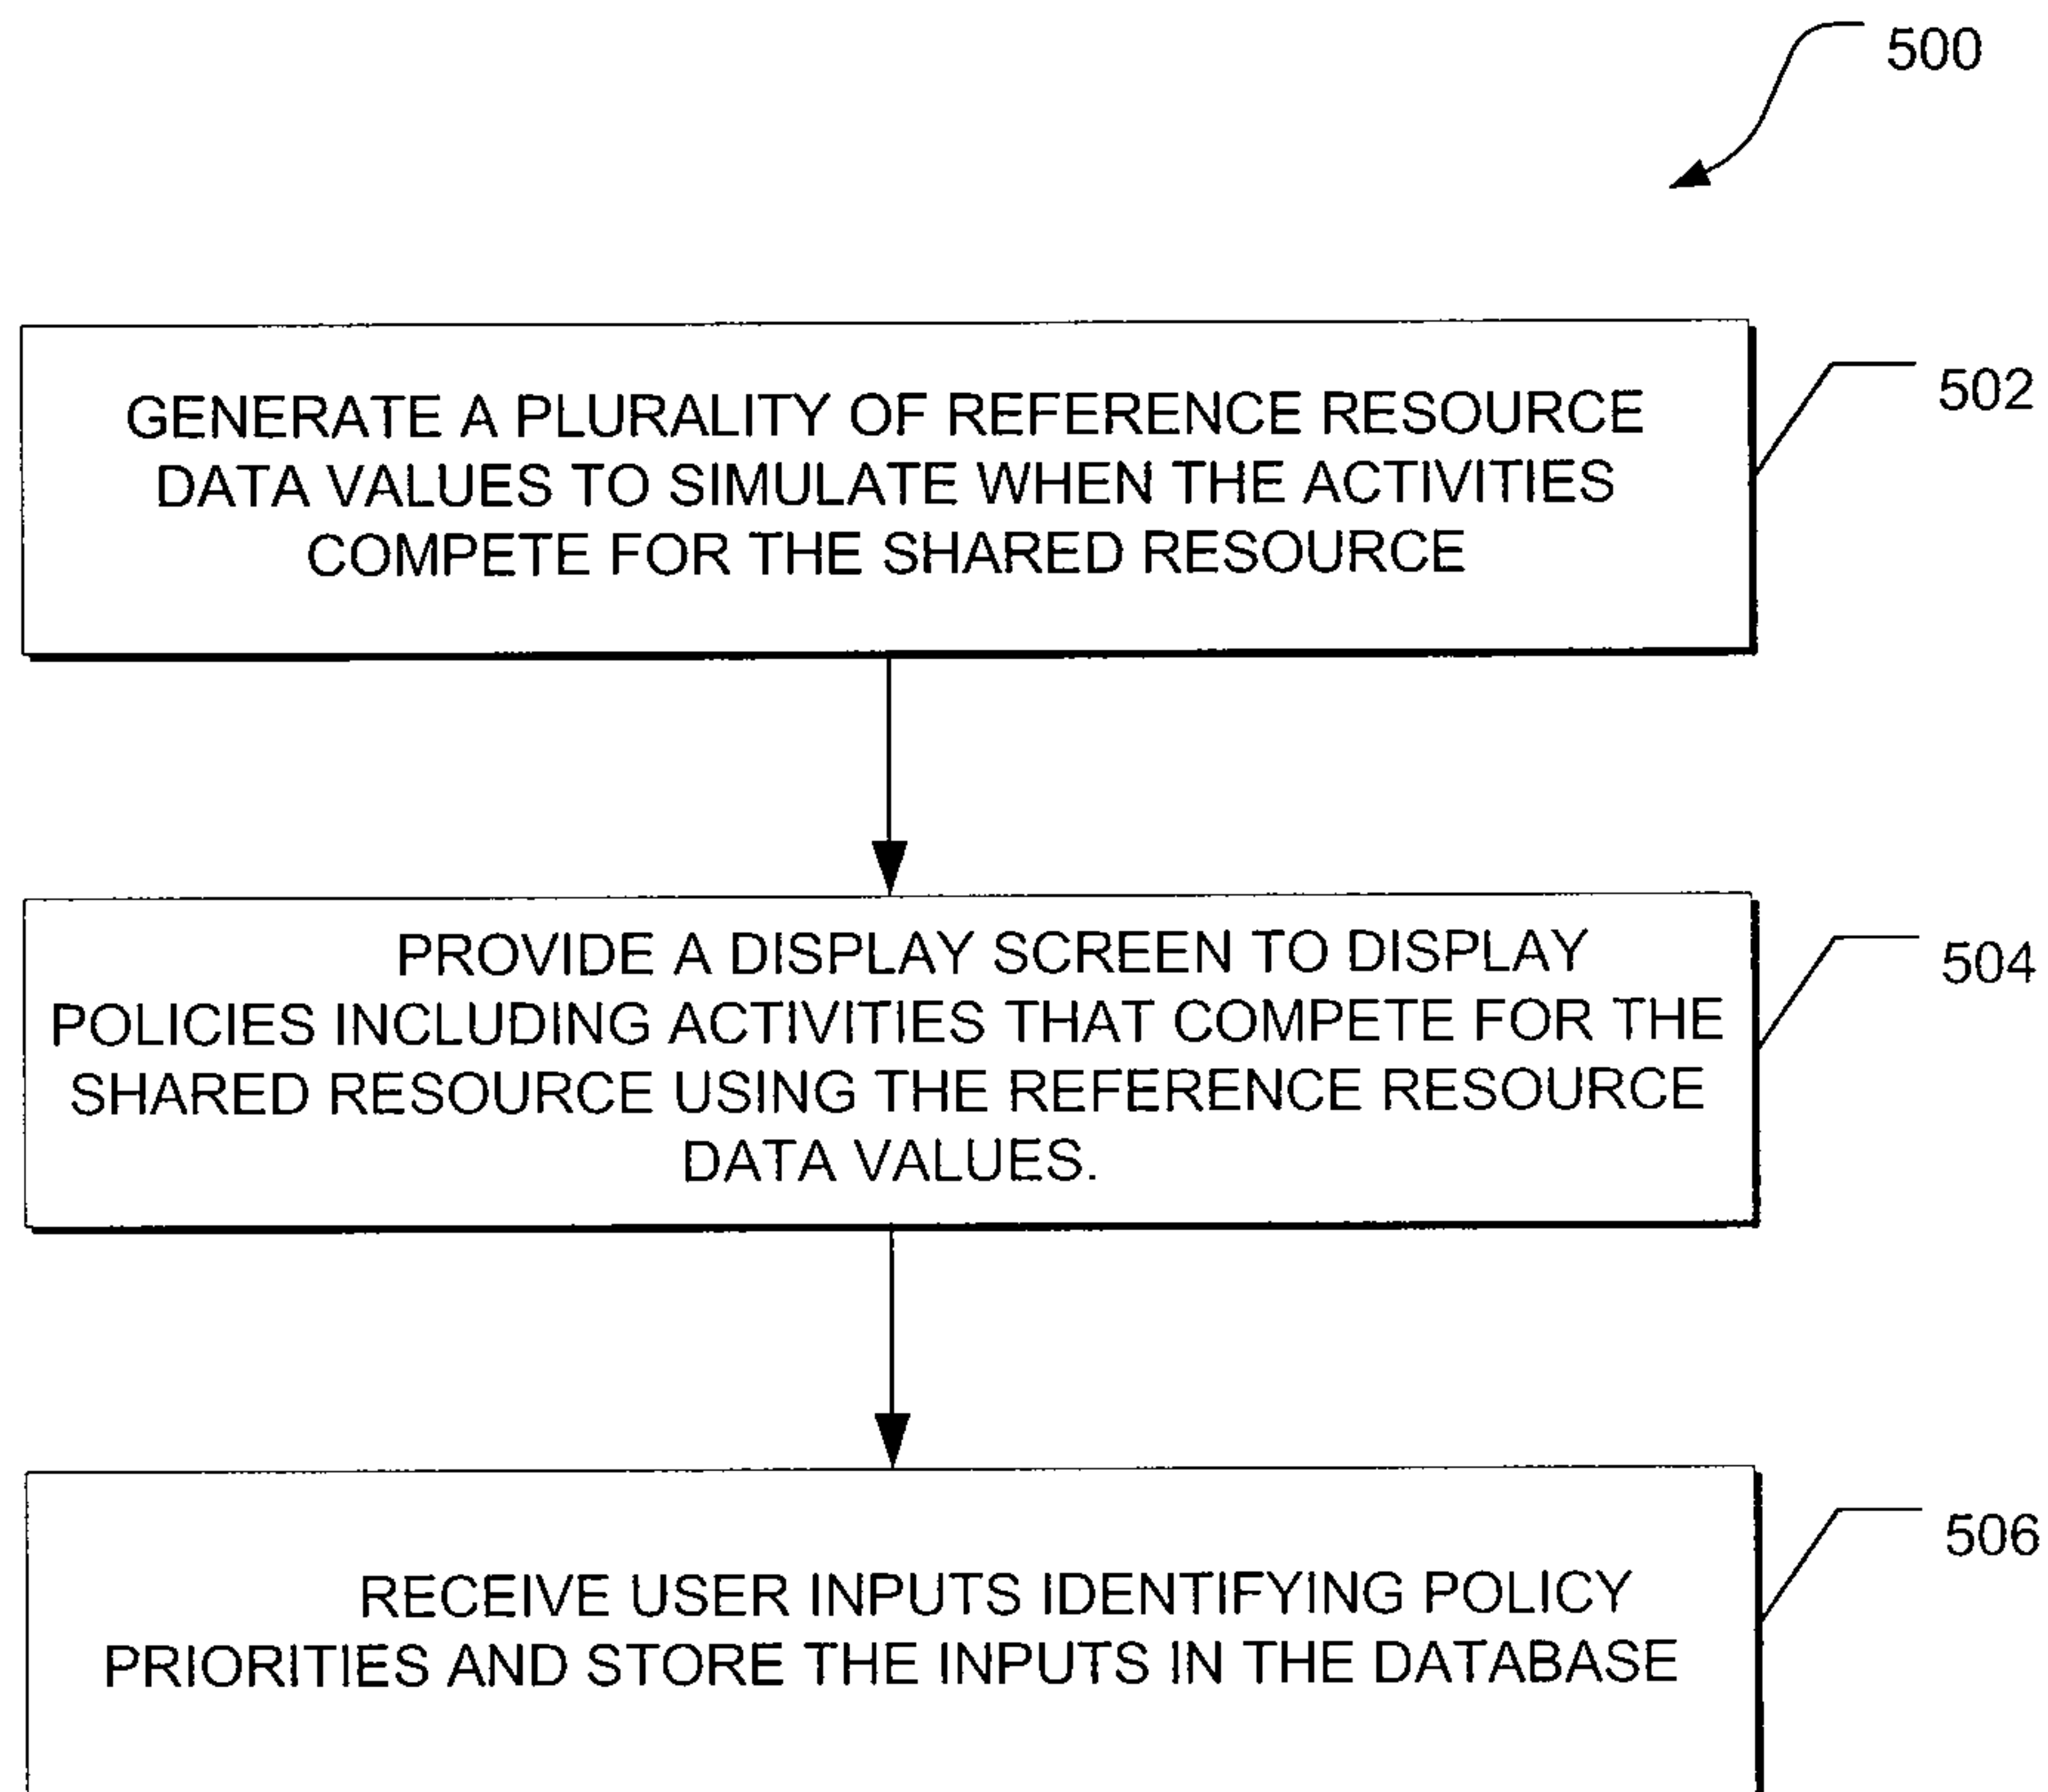 500
GENERATE A PLURALITY OF REFERENCE RESOURCE
DATA VALUES TO SIMULATE WHEN THE ACTIVITIES
COMPETE FOR THE SHARED RESOURCE
502
PROVIDE A DISPLAY SCREEN TO DISPLAY
POLICIES INCLUDING ACTIVITIES THAT COMPETE FOR THE
SHARED RESOURCE USING THE REFERENCE RESOURCE
DATA VALUES.
504
RECEIVE USER INPUTS IDENTIFYING POLICY
PRIORITIES AND STORE THE INPUTS IN THE DATABASE
506